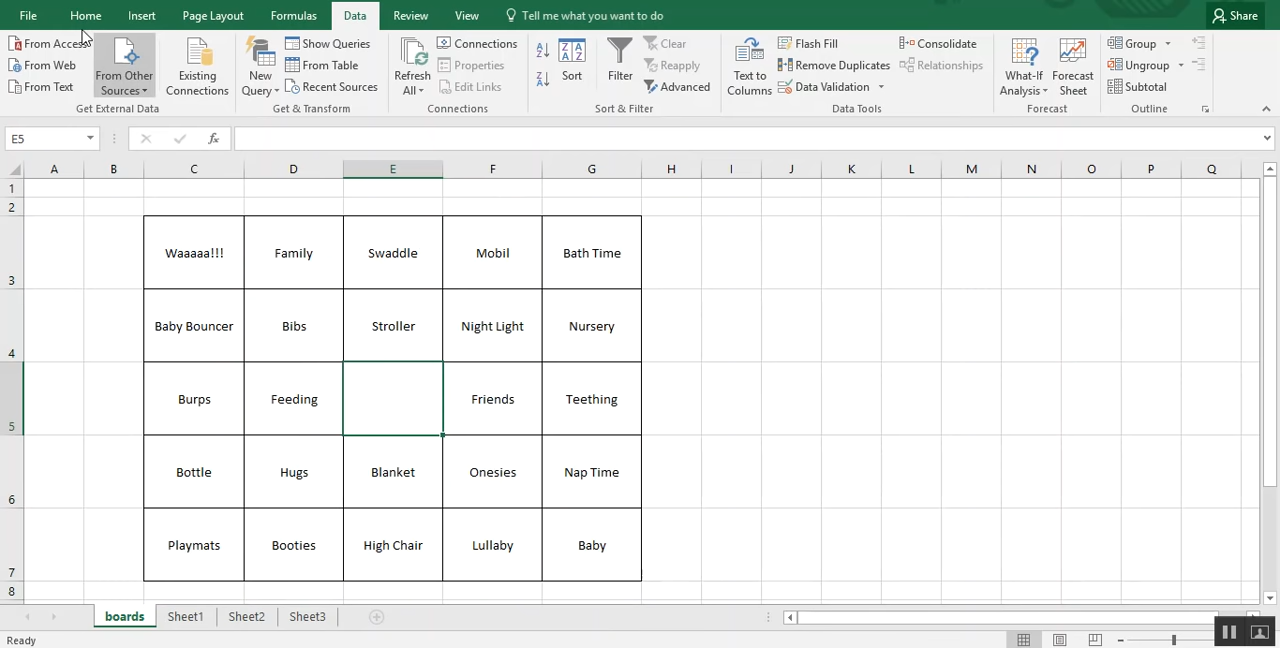 File Home Insert Page Layout Formulas Data Review View Tell me what you want to do Share
From Access
From Web
From Text
From Other Sources
Existing Connections
Get External Data
New Query
Show Queries
From Table
Recent Sources
Get & Transform
Refresh All
Connections
Properties
Edit Links
Connections
Sort
Filter
Clear
Reapply
Advanced
Sort & Filter
Text to Columns
Flash Fill
Remove Duplicates
Data Validation
Consolidate
Relationships
Data Tools
What-If Analysis
Forecast Sheet
Forecast
Group
Ungroup
Subtotal
Outline
E5 fx
A B C D E F G H I J K L M N O P Q
1
2
3 Waaaaa!!! Family Swaddle Mobil Bath Time
4 Baby Bouncer Bibs Stroller Night Light Nursery
5 Burps Feeding Friends Teething
6 Bottle Hugs Blanket Onesies Nap Time
7 Playmats Booties High Chair Lullaby Baby
8
boards Sheet1 Sheet2 Sheet3
Ready